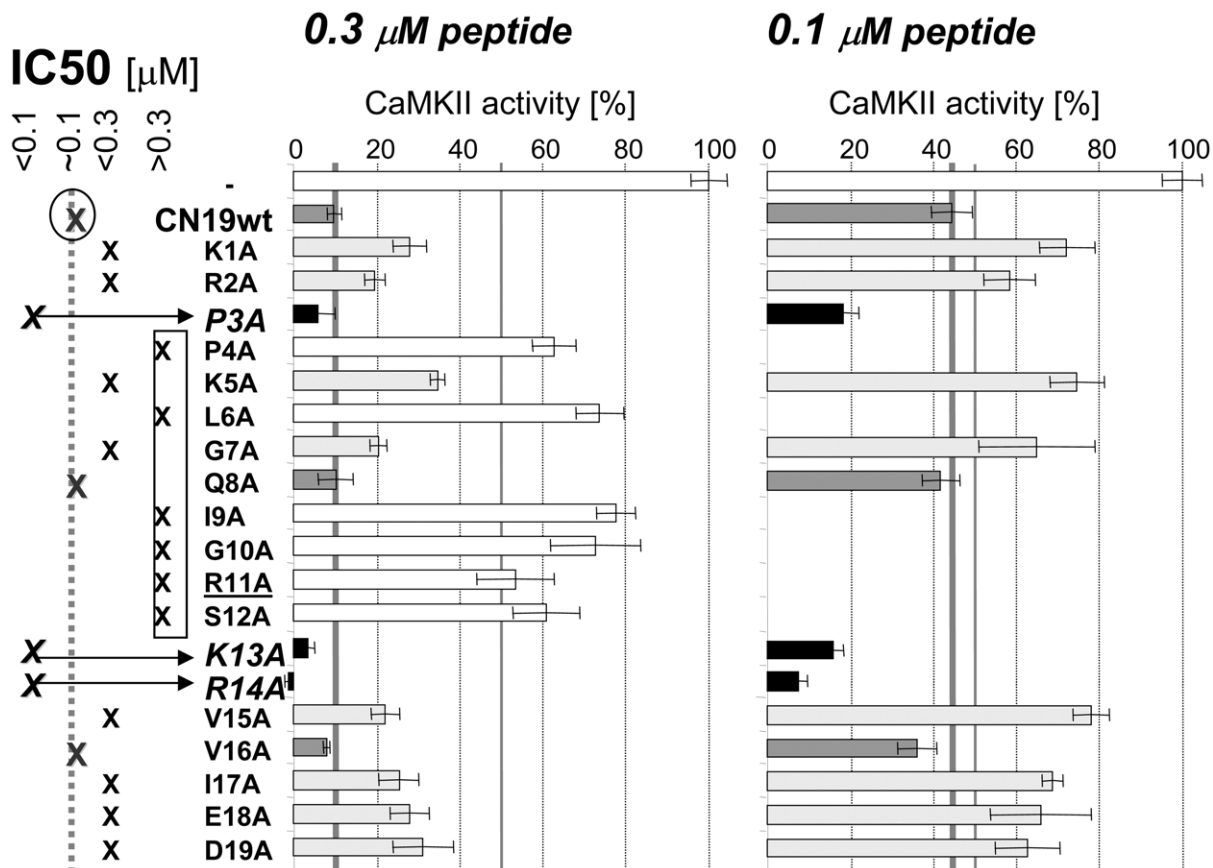 0.3 μM peptide 0.1 μM peptide
IC50 [μM]
<0.1 ~0.1 <0.3 >0.3
CaMKII activity [%] CaMKII activity [%]
0 20 40 60 80 100 0 20 40 60 80 100
-
X CN19wt
X K1A
X R2A
X P3A
X P4A
X K5A
X L6A
X G7A
X Q8A
X I9A
X G10A
X R11A
X S12A
X K13A
X R14A
X V15A
X V16A
X I17A
X E18A
X D19A